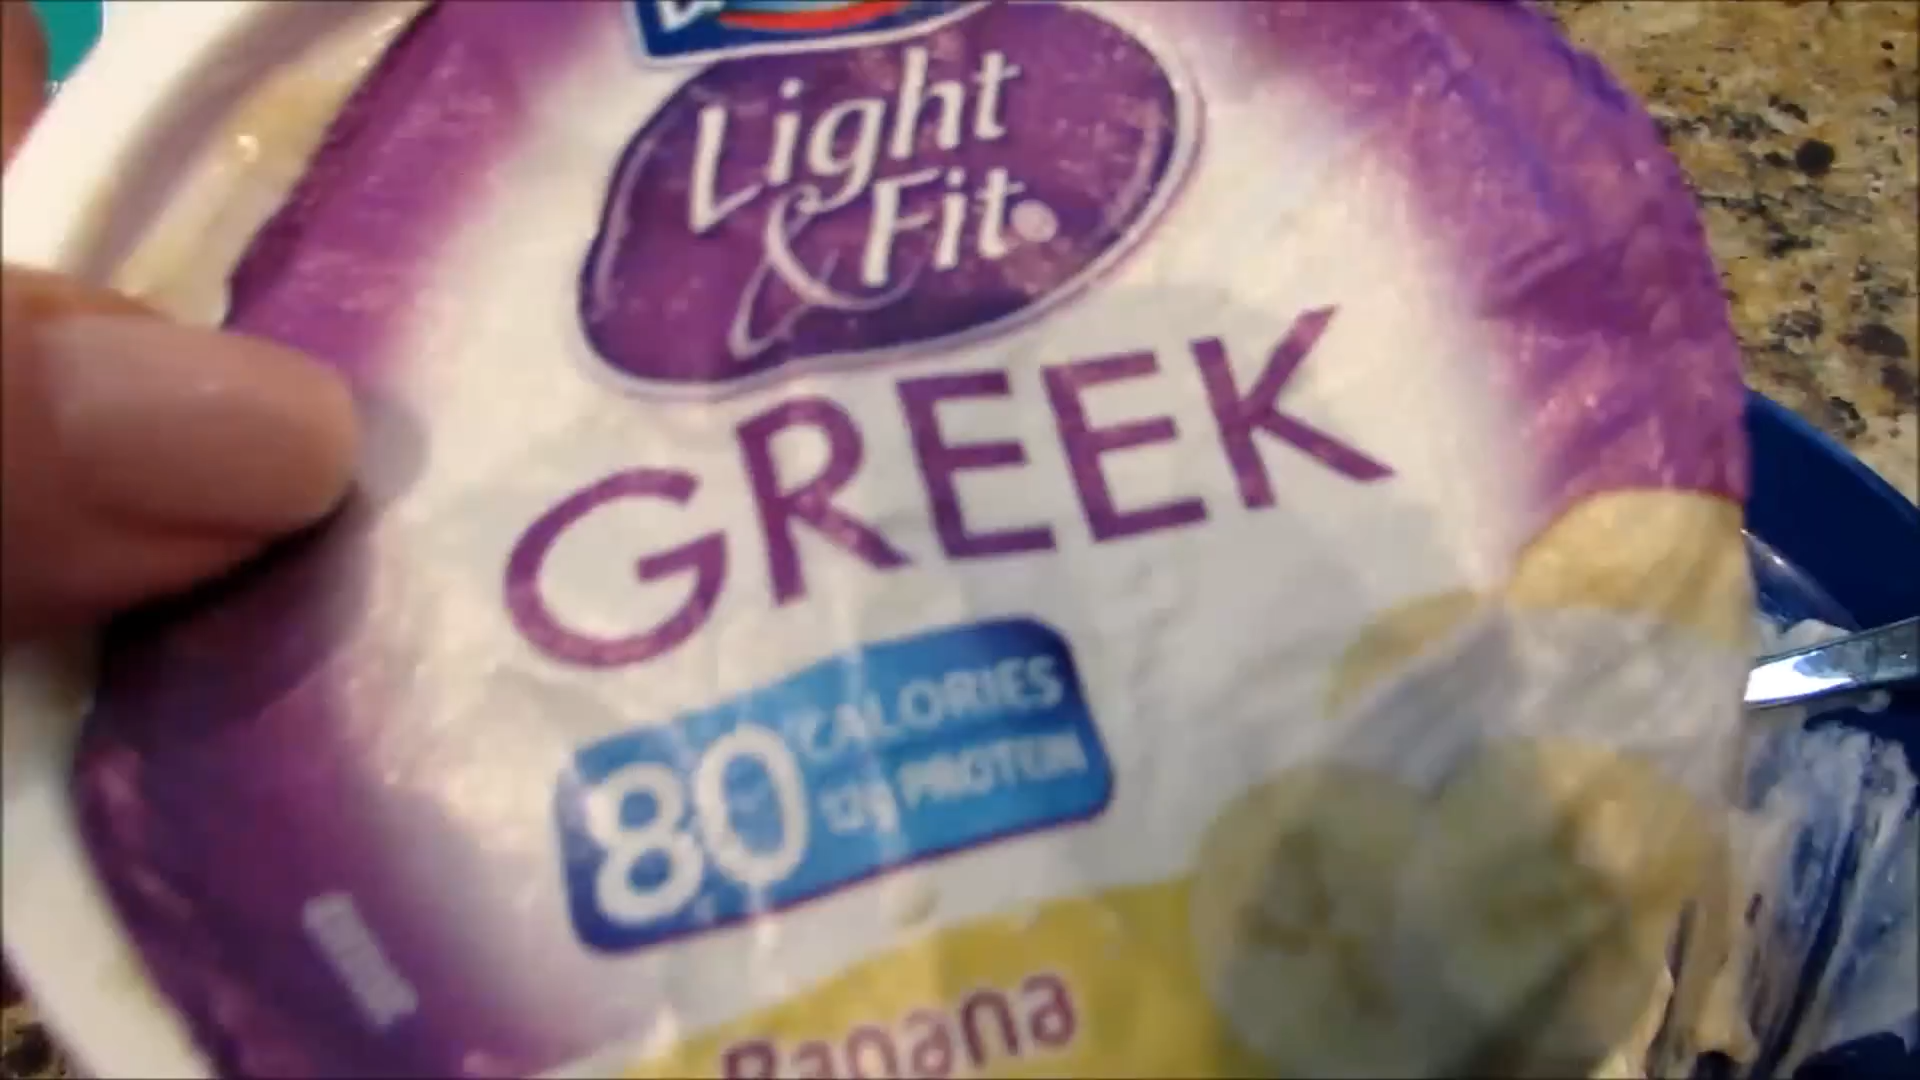 Light
& Fit
GREEK
80 CALORIES
12g PROTEIN
Banana